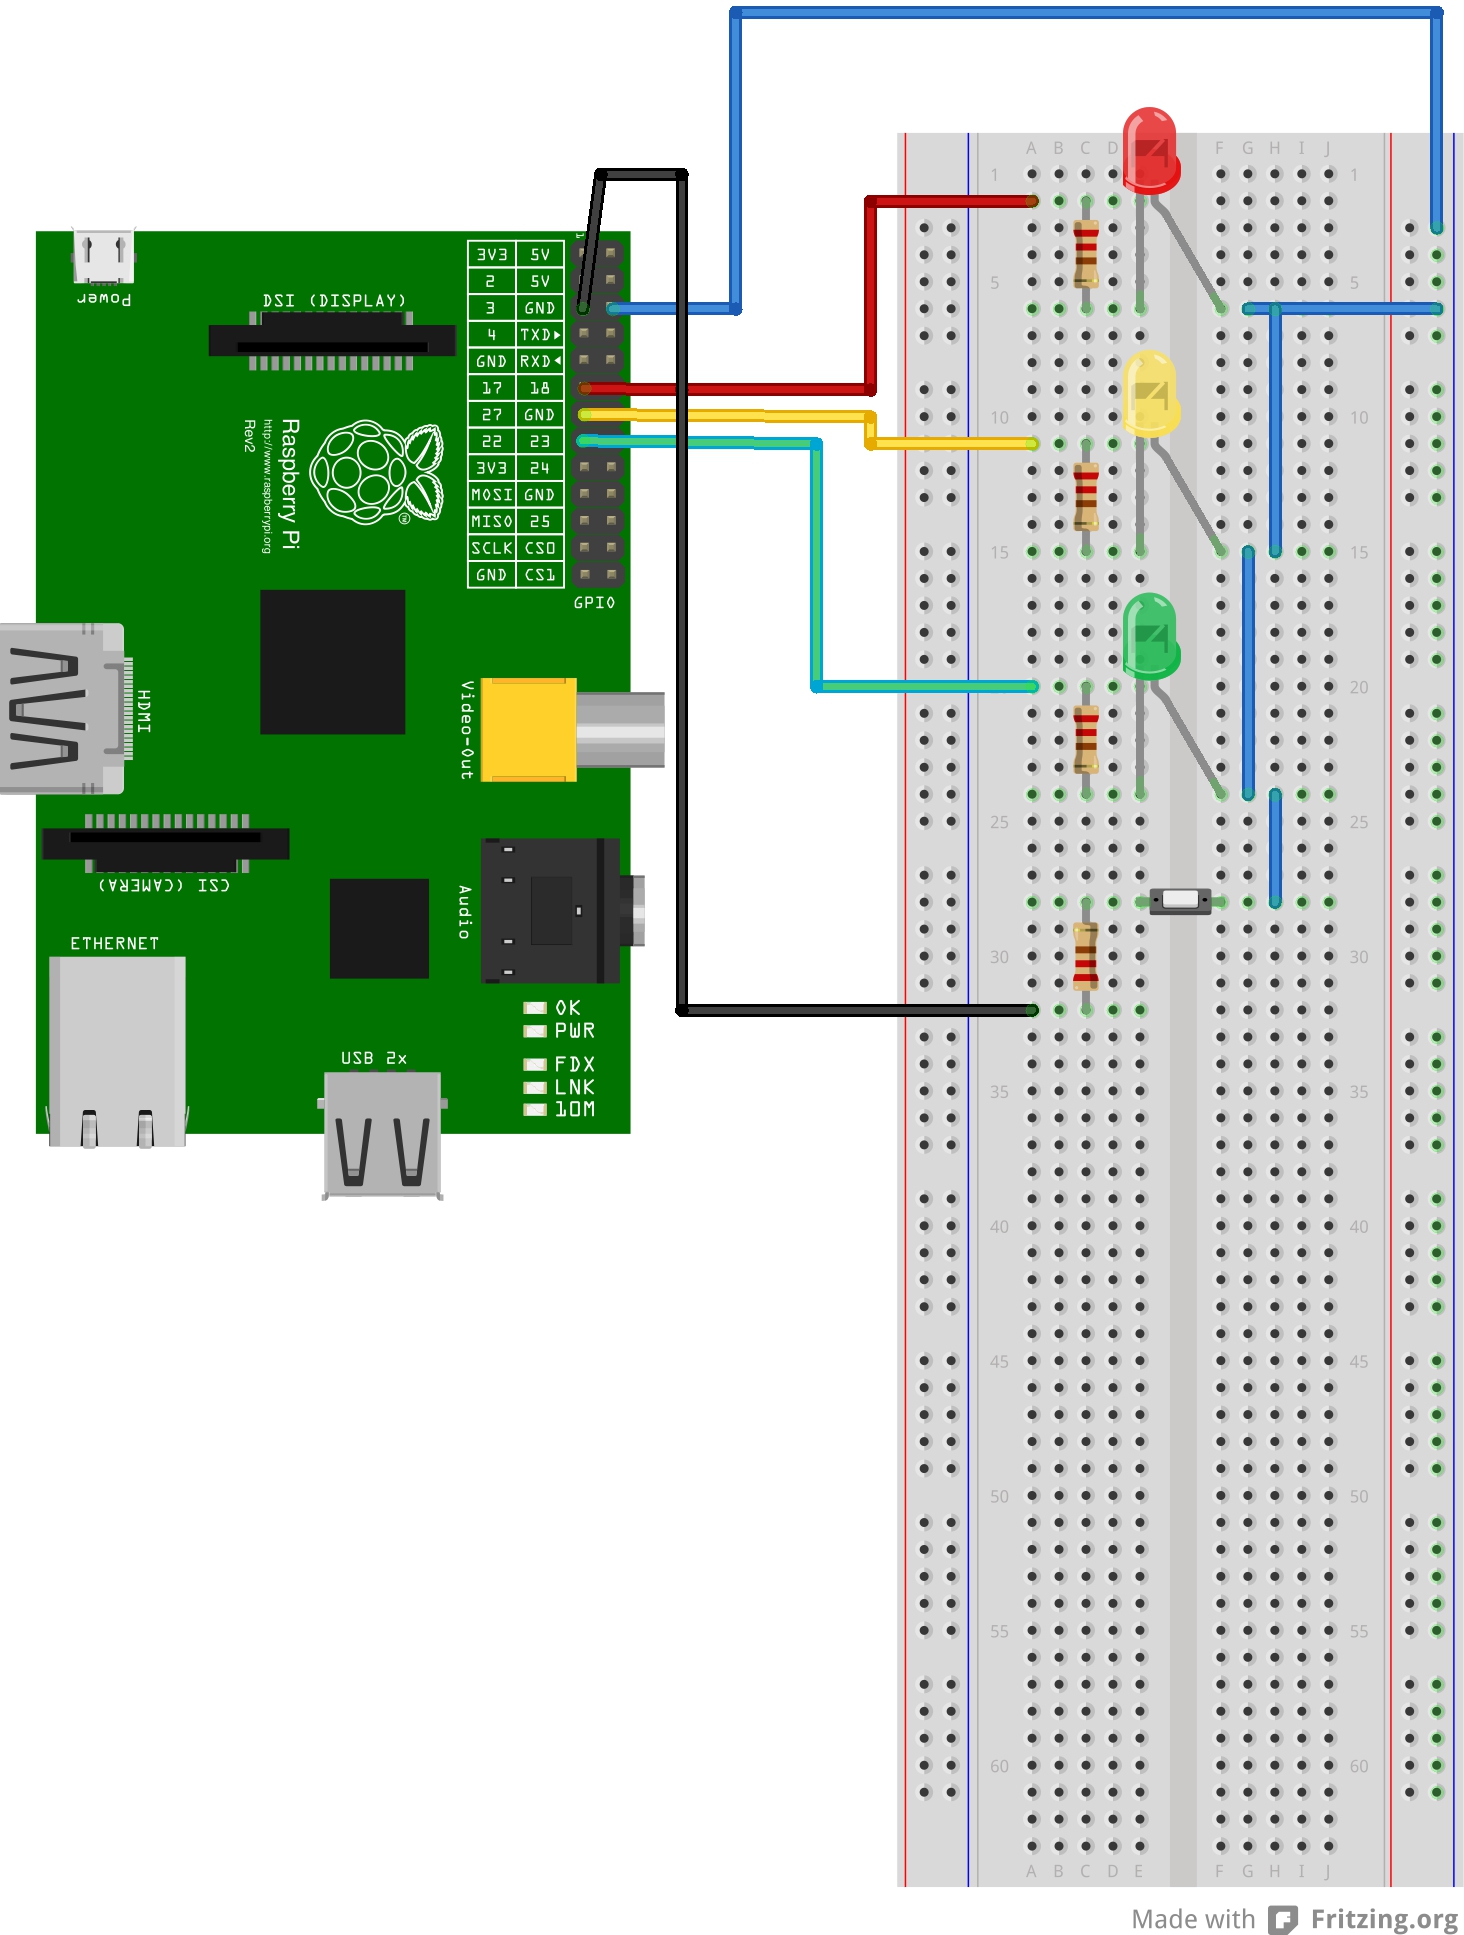 Power
DSI (DISPLAY)
1
3V3 5V
2 5V
3 GND
4 TXD▸
GND RXD◂
17 18
27 GND
22 23
3V3 24
MOSI GND
MISO 25
SCLK CS0
GND CS1
GPIO
Raspberry Pi
http://www.raspberrypi.org
Rev2
HDMI
Video-Out
CSI (CAMERA)
Audio
ETHERNET
OK
PWR
FDX
LNK
10M
USB 2x
A B C D F G H I J
1 1
5 5
10 10
15 15
20 20
25 25
30 30
35 35
40 40
45 45
50 50
55 55
60 60
A B C D E F G H I J
Made with Fritzing.org